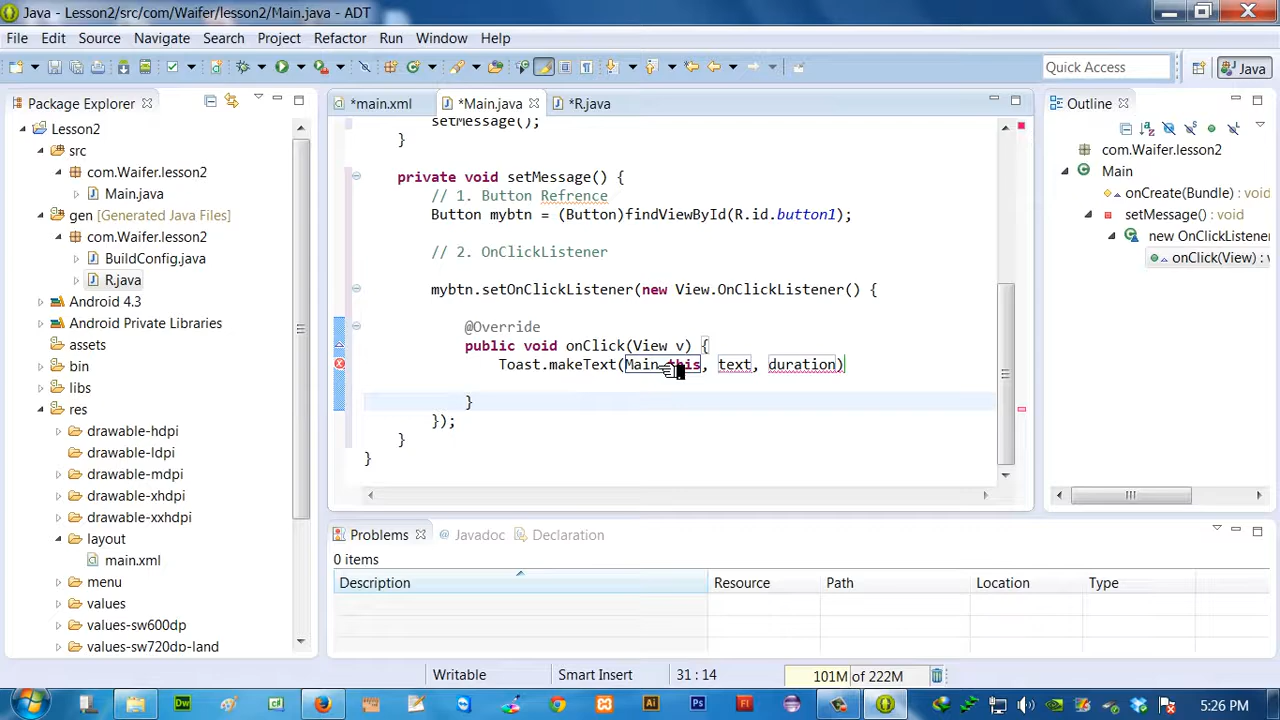 Java - Lesson2/src/com/Waifer/lesson2/Main.java - ADT
File Edit Source Navigate Search Project Refactor Run Window Help
Quick Access
Java
Package Explorer
Lesson2
src
com.Waifer.lesson2
Main.java
gen [Generated Java Files]
com.Waifer.lesson2
BuildConfig.java
R.java
Android 4.3
Android Private Libraries
assets
bin
libs
res
drawable-hdpi
drawable-ldpi
drawable-mdpi
drawable-xhdpi
drawable-xxhdpi
layout
main.xml
menu
values
values-sw600dp
values-sw720dp-land
*main.xml *Main.java *R.java
setMessage();
}
private void setMessage() {
// 1. Button Refrence
Button mybtn = (Button)findViewById(R.id.button1);
// 2. OnClickListener
mybtn.setOnClickListener(new View.OnClickListener() {
@Override
public void onClick(View v) {
Toast.makeText(Main.this, text, duration)
}
});
}
}
Outline
com.Waifer.lesson2
Main
onCreate(Bundle) : void
setMessage() : void
new OnClickListener
onClick(View) : v
Problems @ Javadoc Declaration
0 items
Description Resource Path Location Type
Writable Smart Insert 31 : 14 101M of 222M
Dw Ai Ps Fl 5:26 PM